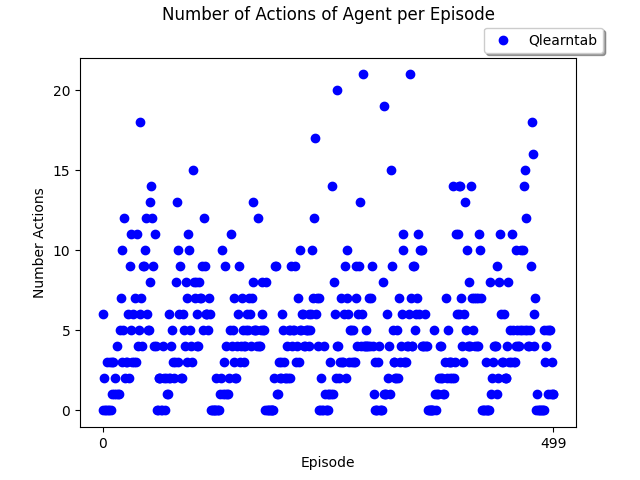 Number of Actions of Agent per Episode
Qlearntab
20
15
10
5
0
Number Actions
0
499
Episode